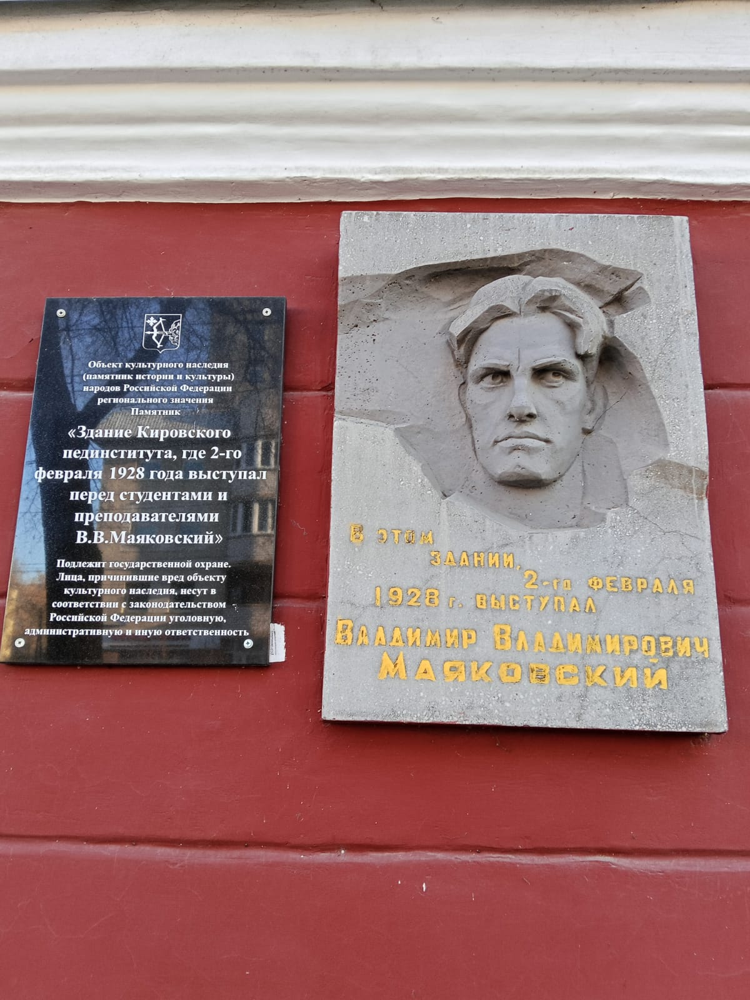 Объект культурного наследия
(памятник истории и культуры)
народов Российской Федерации
регионального значения
Памятник
«Здание Кировского
пединститута, где 2-го
февраля 1928 года выступал
перед студентами и
преподавателями
В.В.Маяковский»
Подлежит государственной охране.
Лица, причинившие вред объекту
культурного наследия, несут в
соответствии с законодательством
Российской Федерации уголовную,
административную и иную ответственность
В этом
здании,
2-го февраля
1928 г. выступал
Владимир Владимирович
Маяковский